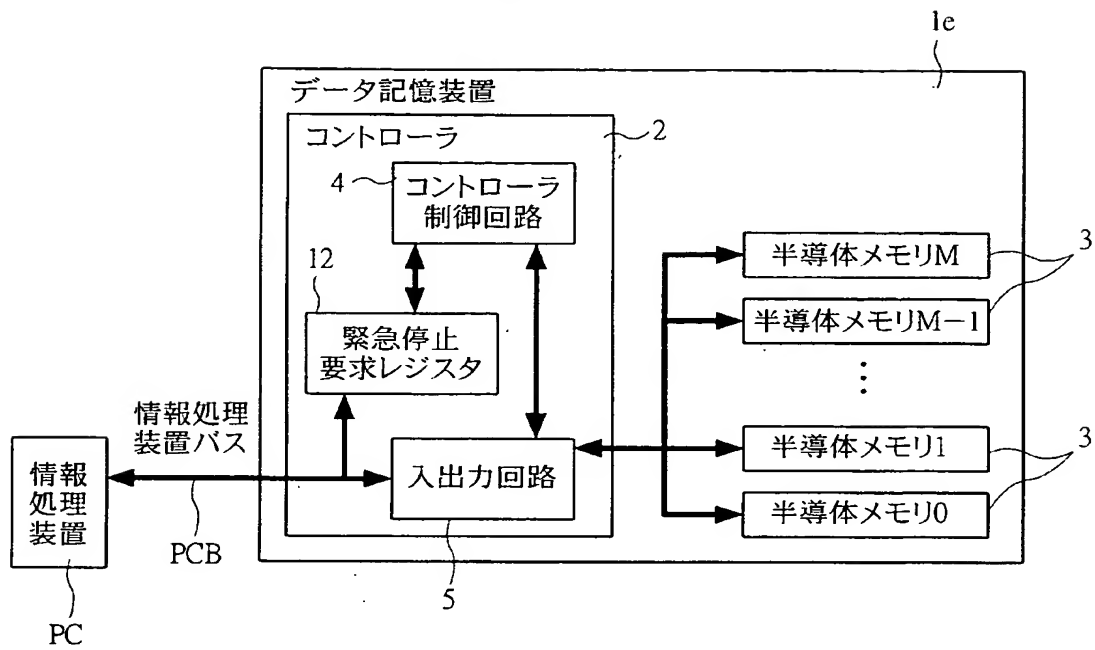 1e
データ記憶装置
コントローラ
2
4
コントローラ
制御回路
12
緊急停止
要求レジスタ
半導体メモリM
3
半導体メモリM－1
⋮
情報処理
装置バス
情報
処理
装置
入出力回路
半導体メモリ1
3
半導体メモリ0
PCB
5
PC